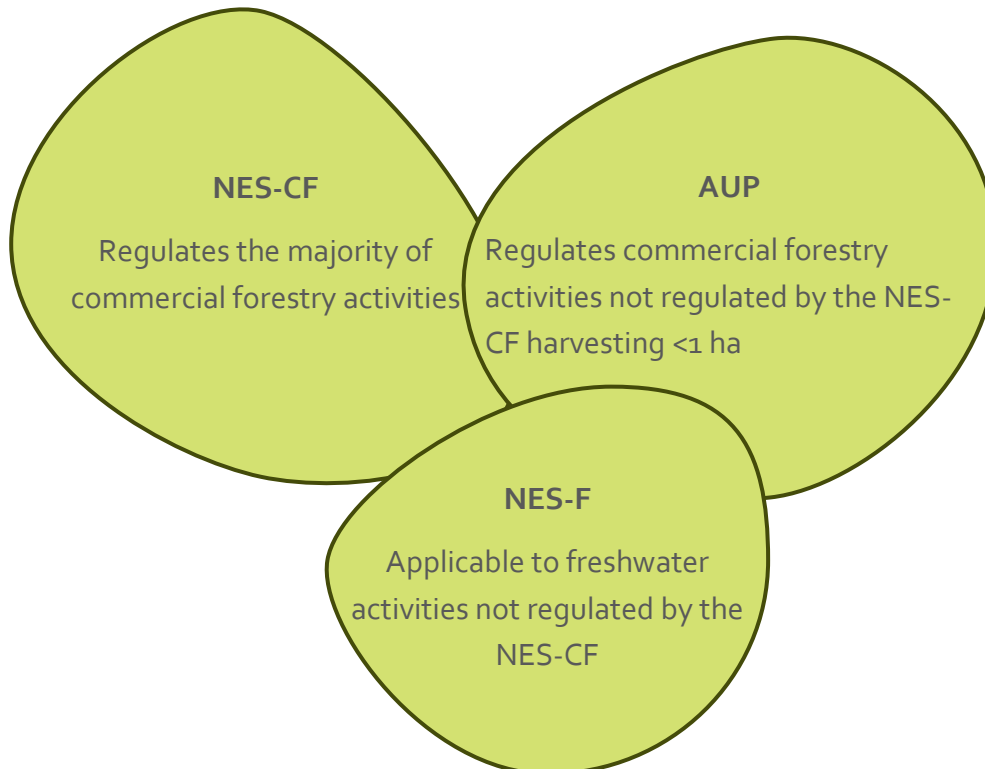 NES-CF
Regulates the majority of
commercial forestry activities
AUP
Regulates commercial forestry
activities not regulated by the NES-
CF harvesting <1 ha
NES-F
Applicable to freshwater
activities not regulated by the
NES-CF